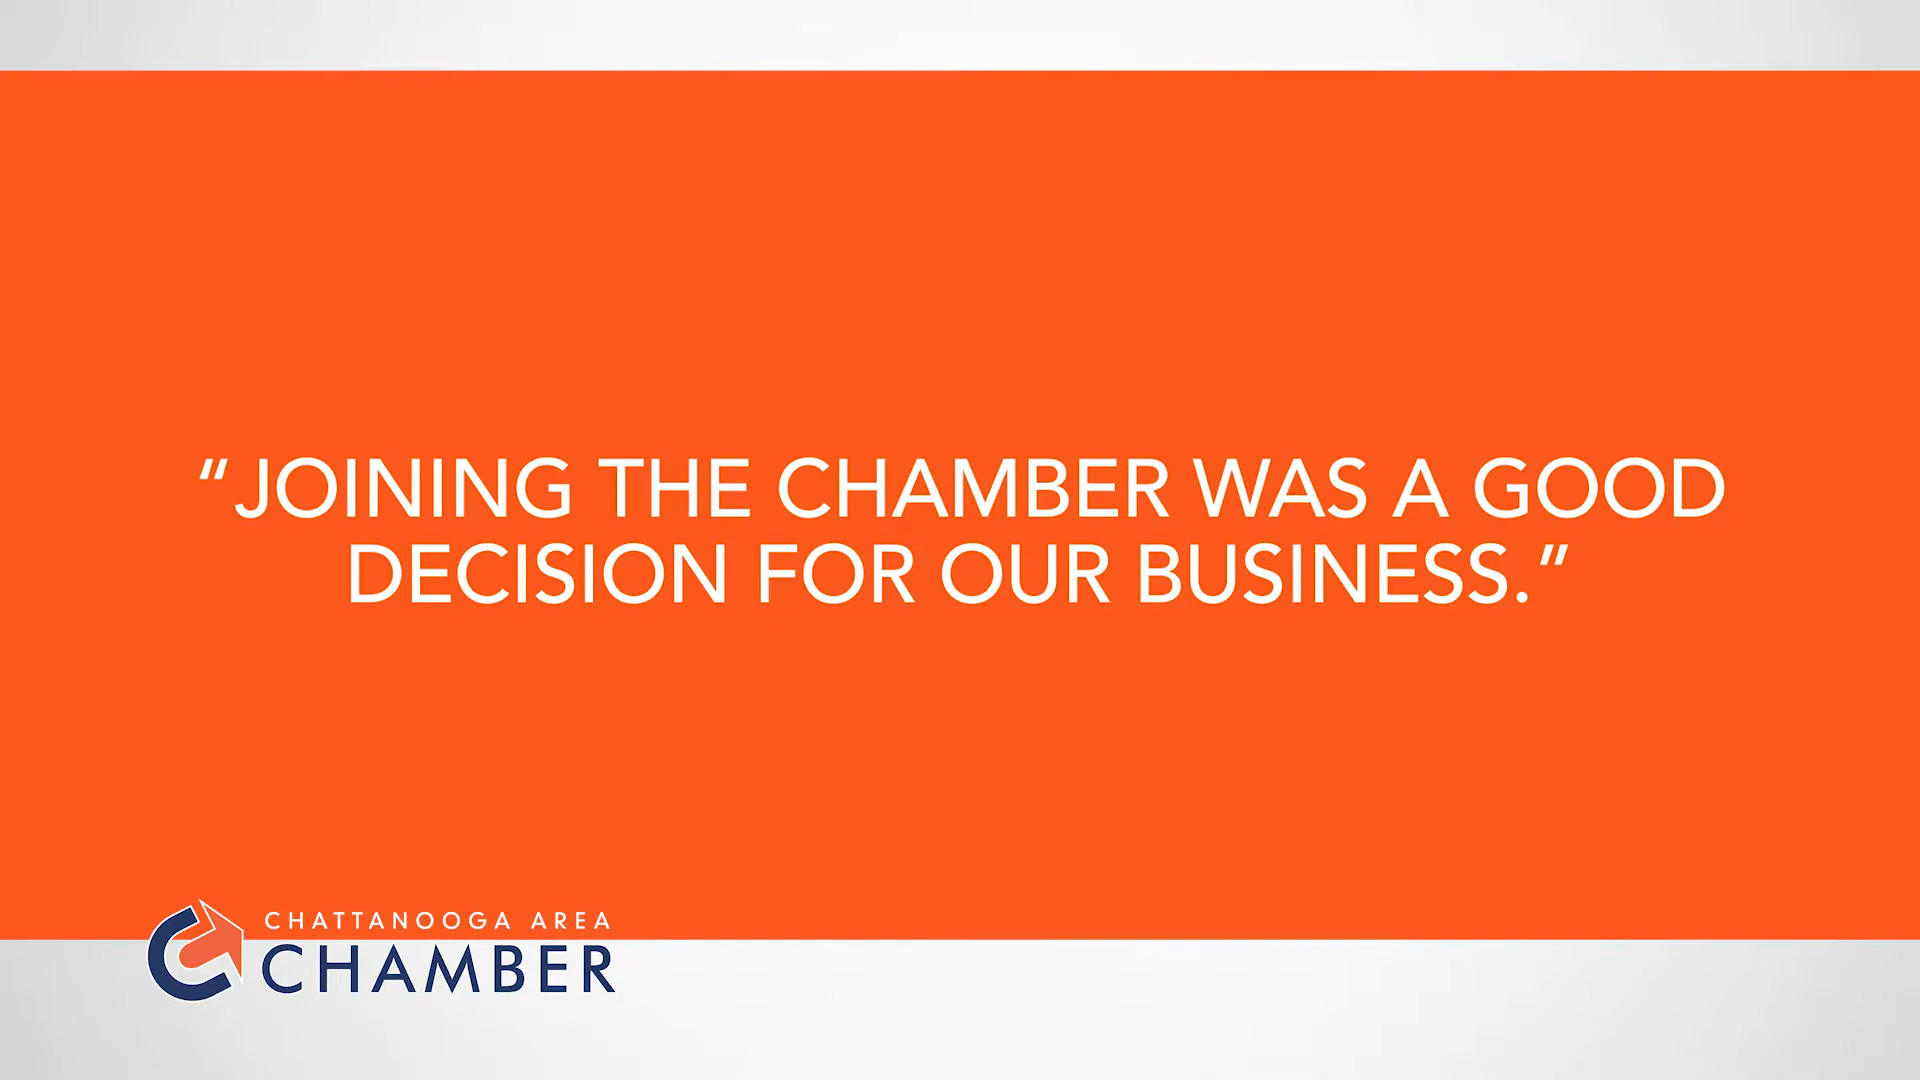 “JOINING THE CHAMBER WAS A GOOD
DECISION FOR OUR BUSINESS.”
CHATTANOOGA AREA
CHAMBER